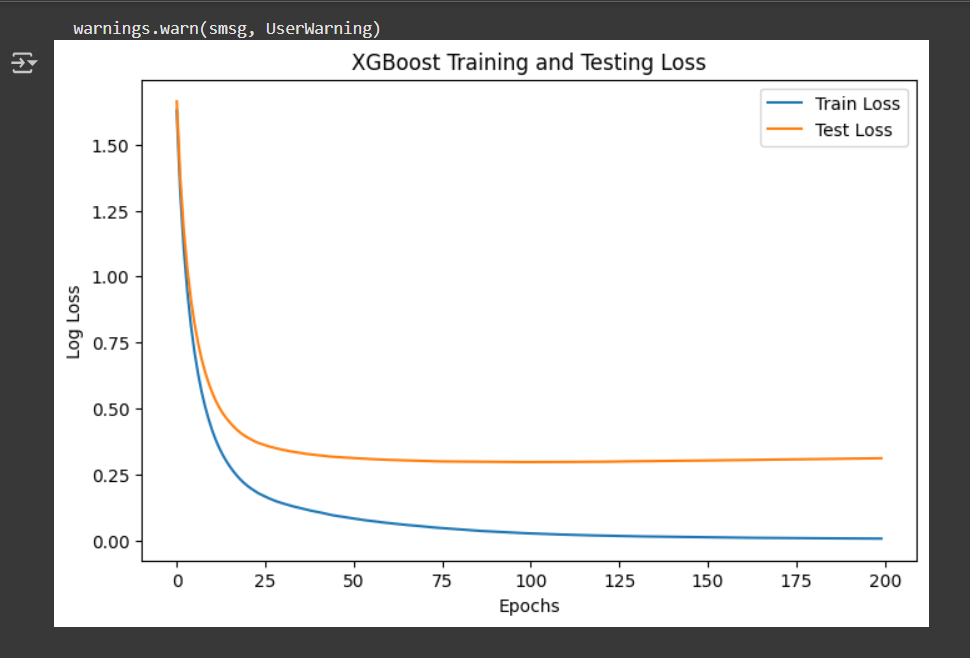 warnings.warn(smsg, UserWarning)
XGBoost Training and Testing Loss
Train Loss
Test Loss
Log Loss
1.50
1.25
1.00
0.75
0.50
0.25
0.00
0 25 50 75 100 125 150 175 200
Epochs